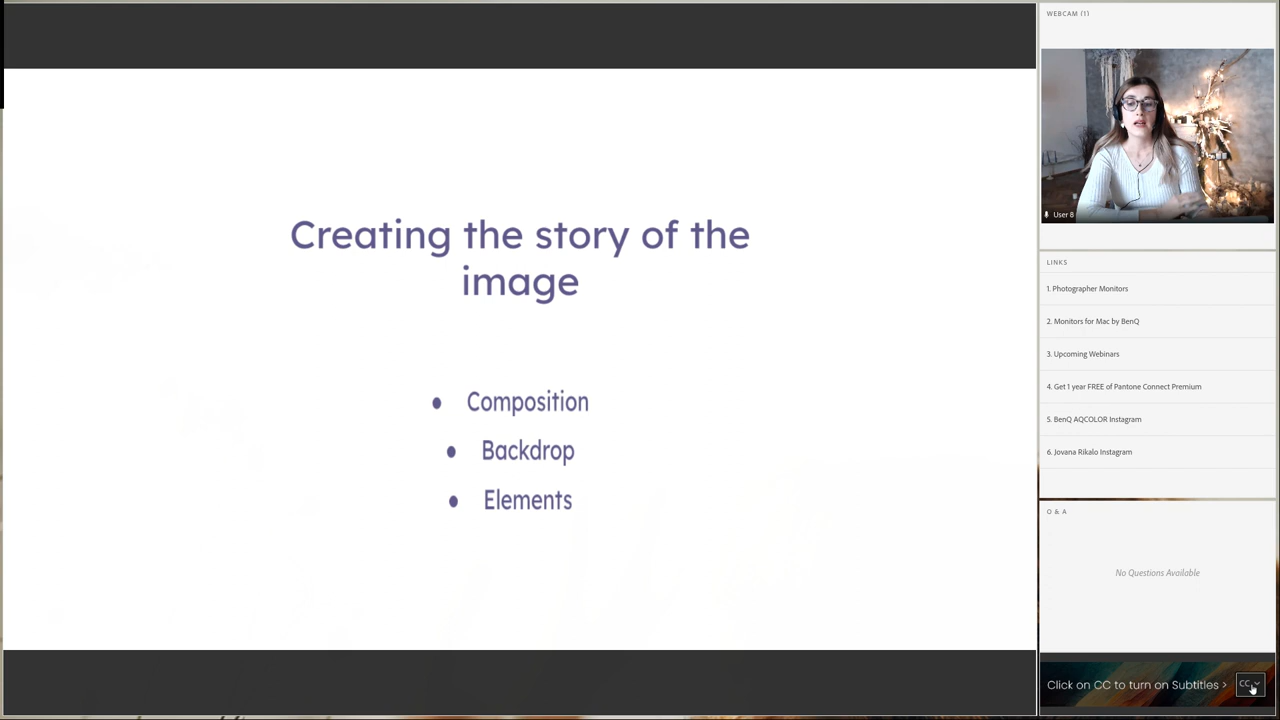 WEBCAM (1)
Creating the story of the
image
• Composition
• Backdrop
• Elements
User 8
LINKS
1. Photographer Monitors
2. Monitors for Mac by BenQ
3. Upcoming Webinars
4. Get 1 year FREE of Pantone Connect Premium
5. BenQ AQCOLOR Instagram
6. Jovana Rikalo Instagram
Q & A
No Questions Available
Click on CC to turn on Subtitles >
CC